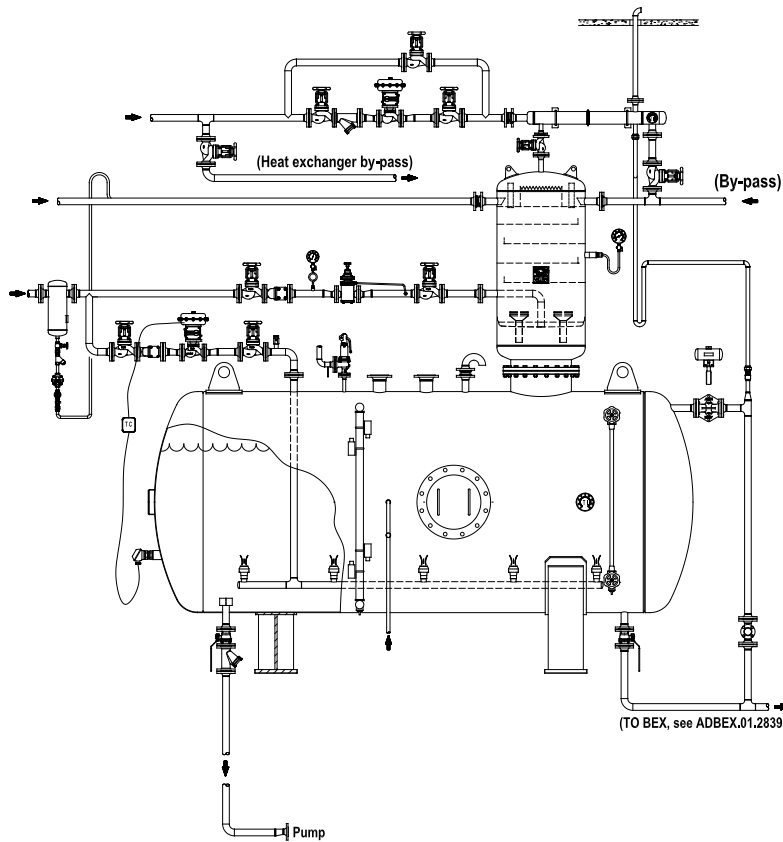 (Heat exchanger by-pass)
(By-pass)
TC
(TO BEX, see ADBEX.01.2839
Pump